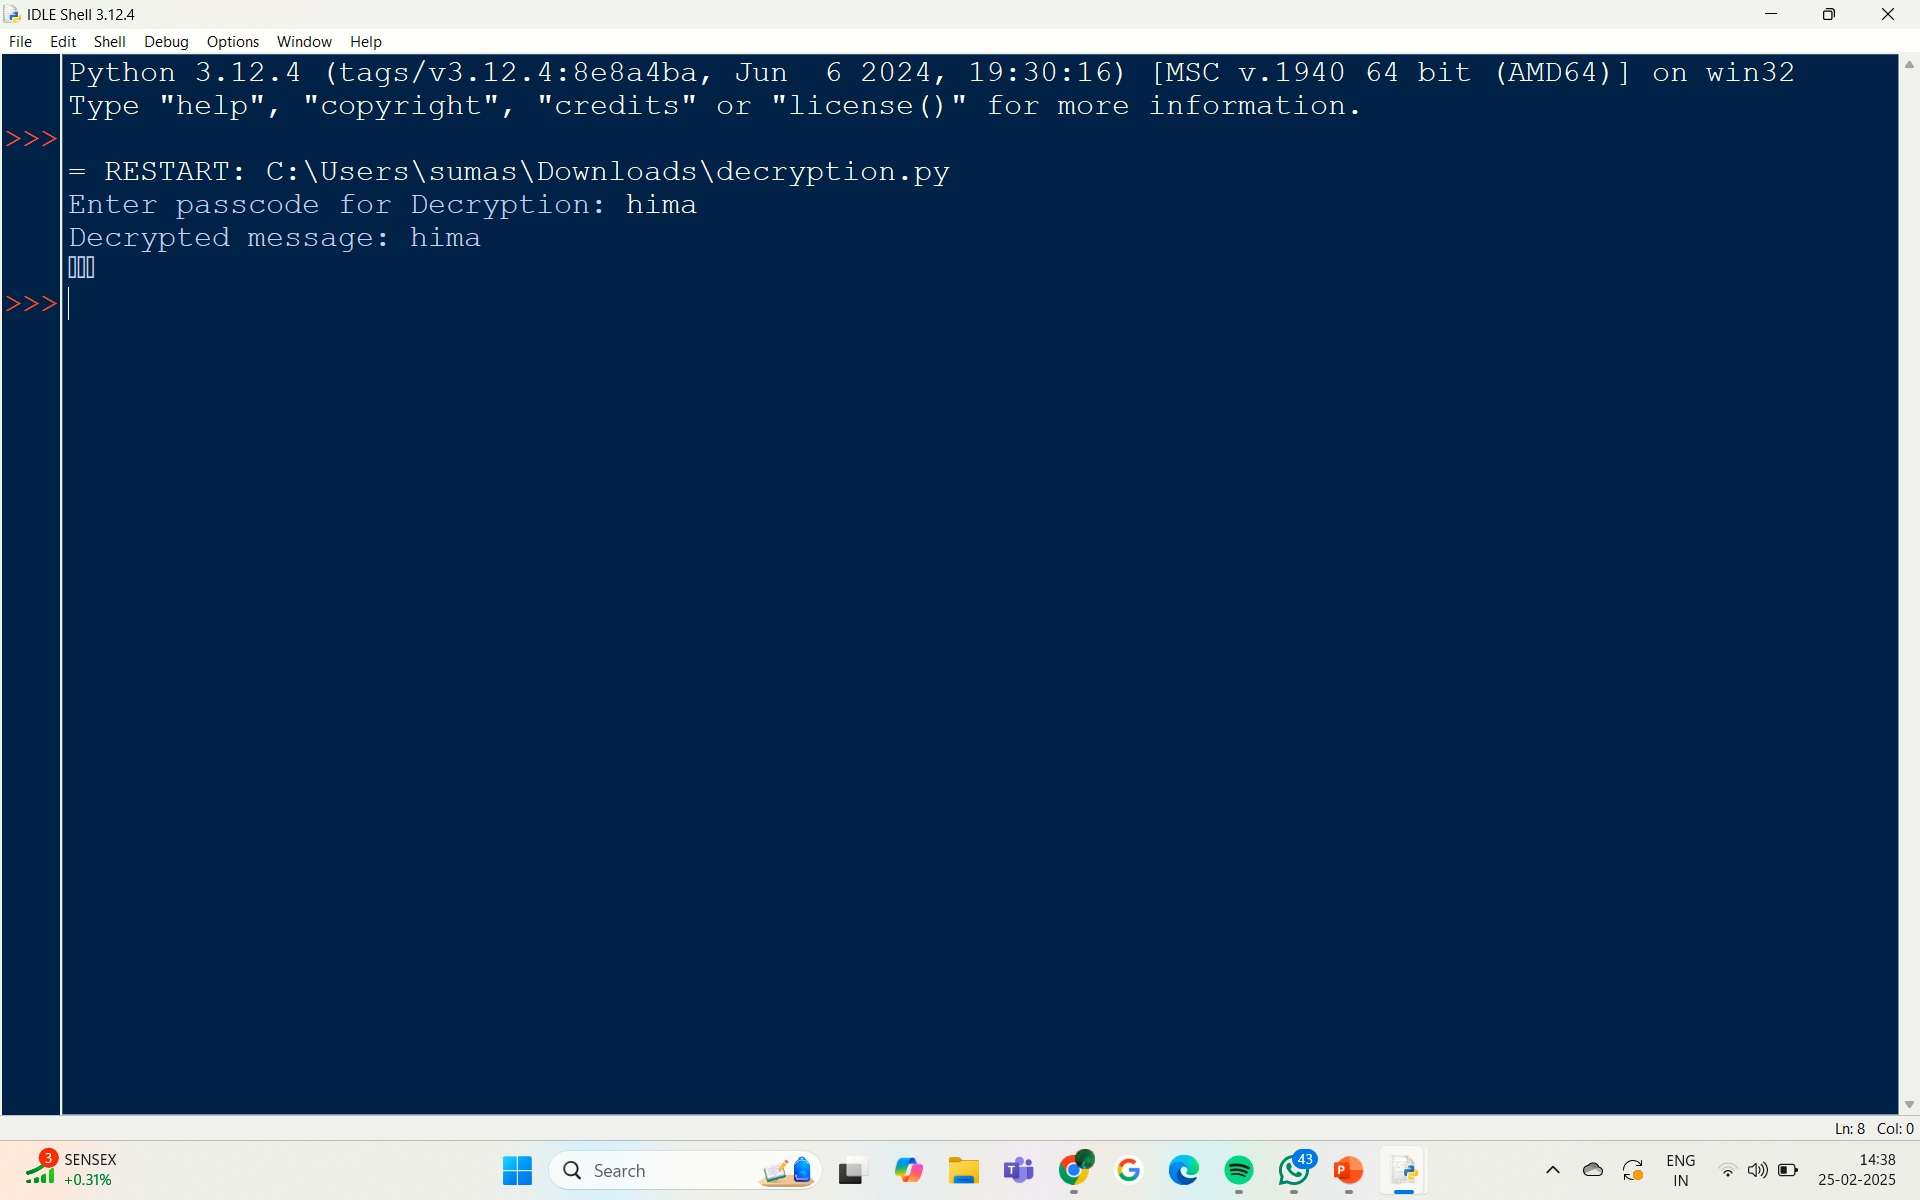 IDLE Shell 3.12.4
File Edit Shell Debug Options Window Help
Python 3.12.4 (tags/v3.12.4:8e8a4ba, Jun  6 2024, 19:30:16) [MSC v.1940 64 bit (AMD64)] on win32
Type "help", "copyright", "credits" or "license()" for more information.
>>>
= RESTART: C:\Users\sumas\Downloads\decryption.py
Enter passcode for Decryption: hima
Decrypted message: hima
>>>
Ln: 8 Col: 0
3 SENSEX
+0.31%
Search
43
ENG
IN
14:38
25-02-2025